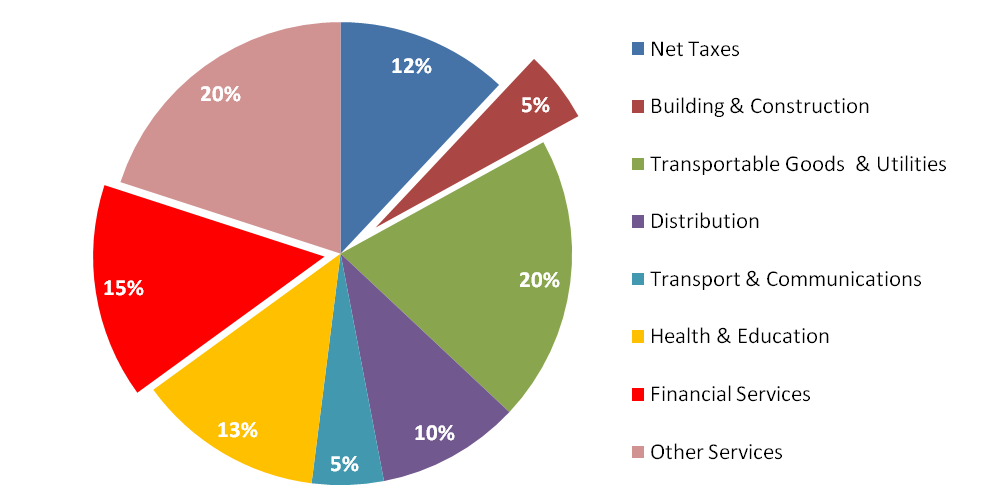 12%
5%
20%
10%
5%
13%
15%
20%
Net Taxes
Building & Construction
Transportable Goods  & Utilities
Distribution
Transport & Communications
Health & Education
Financial Services
Other Services